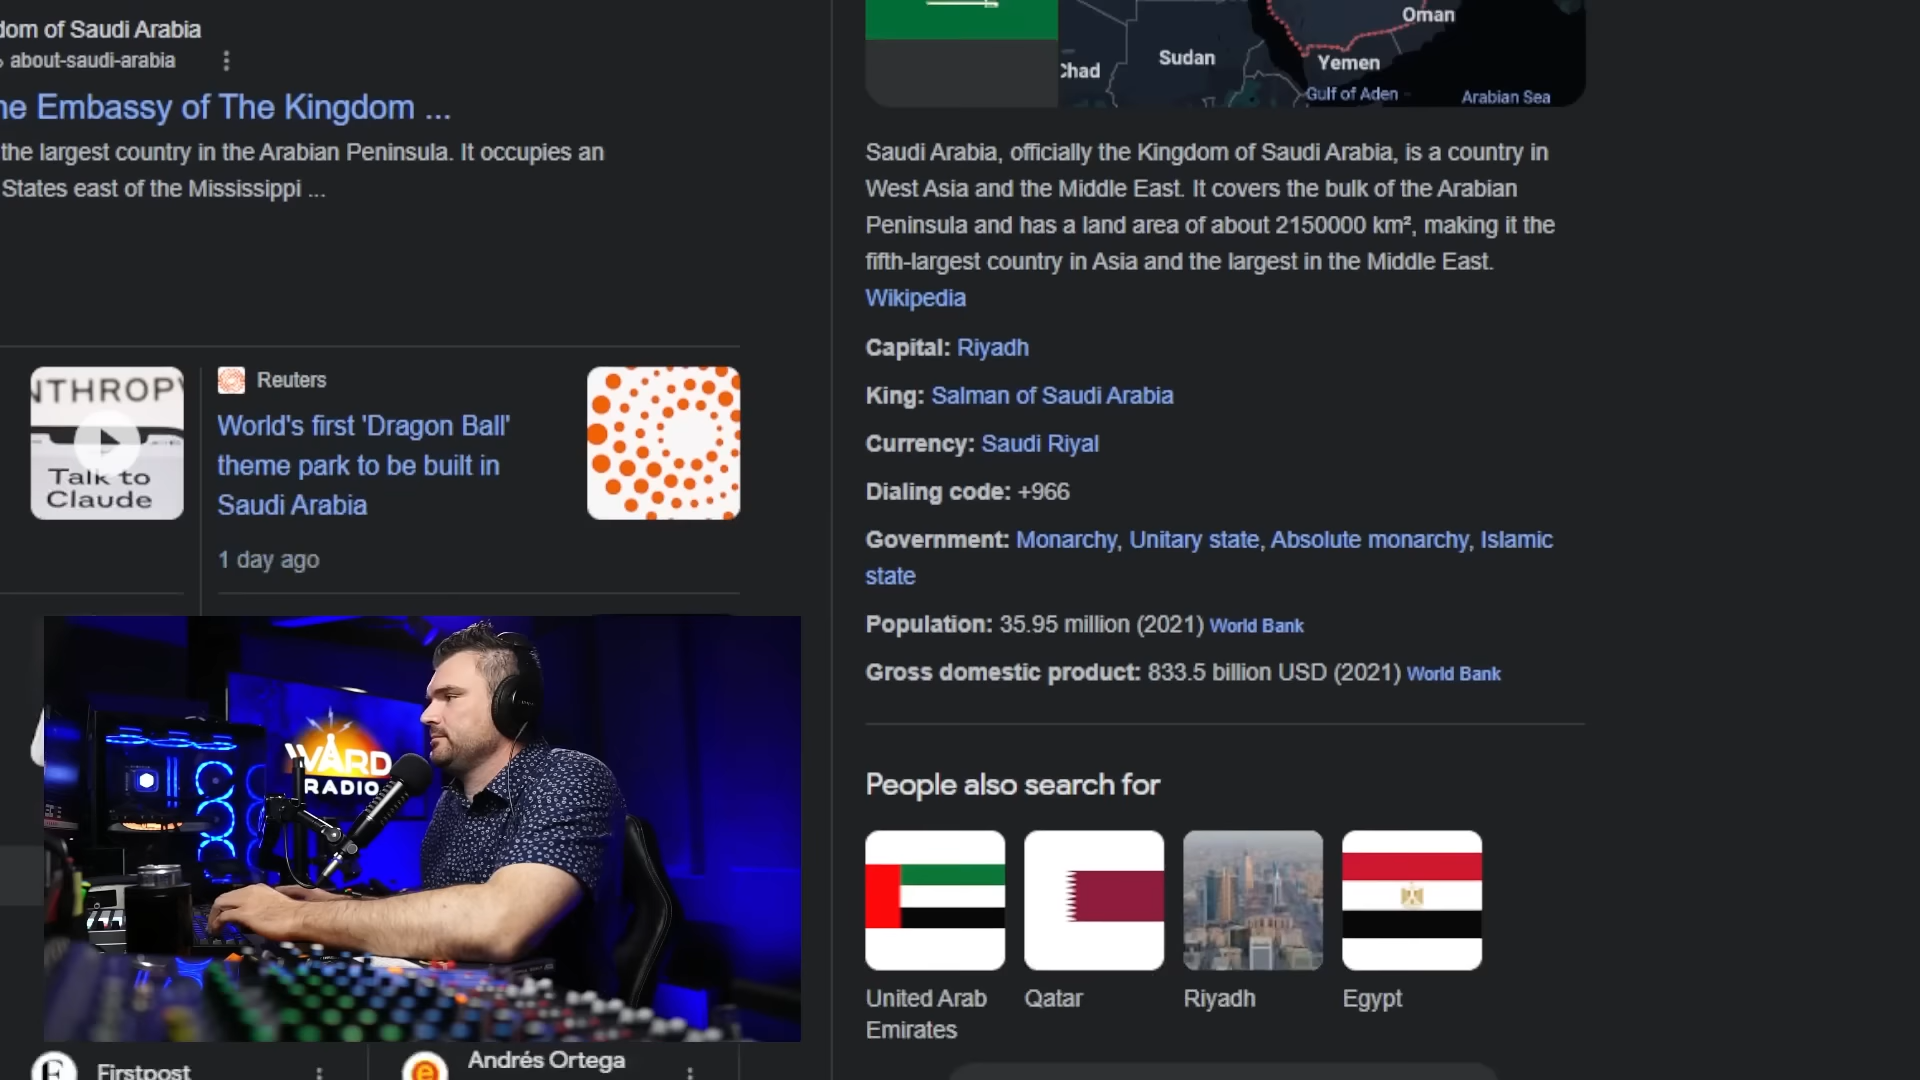 dom of Saudi Arabia
about-saudi-arabia
he Embassy of The Kingdom ...
the largest country in the Arabian Peninsula. It occupies an
States east of the Mississippi ...
NTHROP
Talk to
Claude
Reuters
World's first 'Dragon Ball'
theme park to be built in
Saudi Arabia
1 day ago
WARD
RADIO
Firstpost
Andrés Ortega
Oman
Sudan
Yemen
Chad
Gulf of Aden
Arabian Sea
Saudi Arabia, officially the Kingdom of Saudi Arabia, is a country in
West Asia and the Middle East. It covers the bulk of the Arabian
Peninsula and has a land area of about 2150000 km², making it the
fifth-largest country in Asia and the largest in the Middle East.
Wikipedia
Capital: Riyadh
King: Salman of Saudi Arabia
Currency: Saudi Riyal
Dialing code: +966
Government: Monarchy, Unitary state, Absolute monarchy, Islamic
state
Population: 35.95 million (2021) World Bank
Gross domestic product: 833.5 billion USD (2021) World Bank
People also search for
United Arab
Emirates
Qatar
Riyadh
Egypt